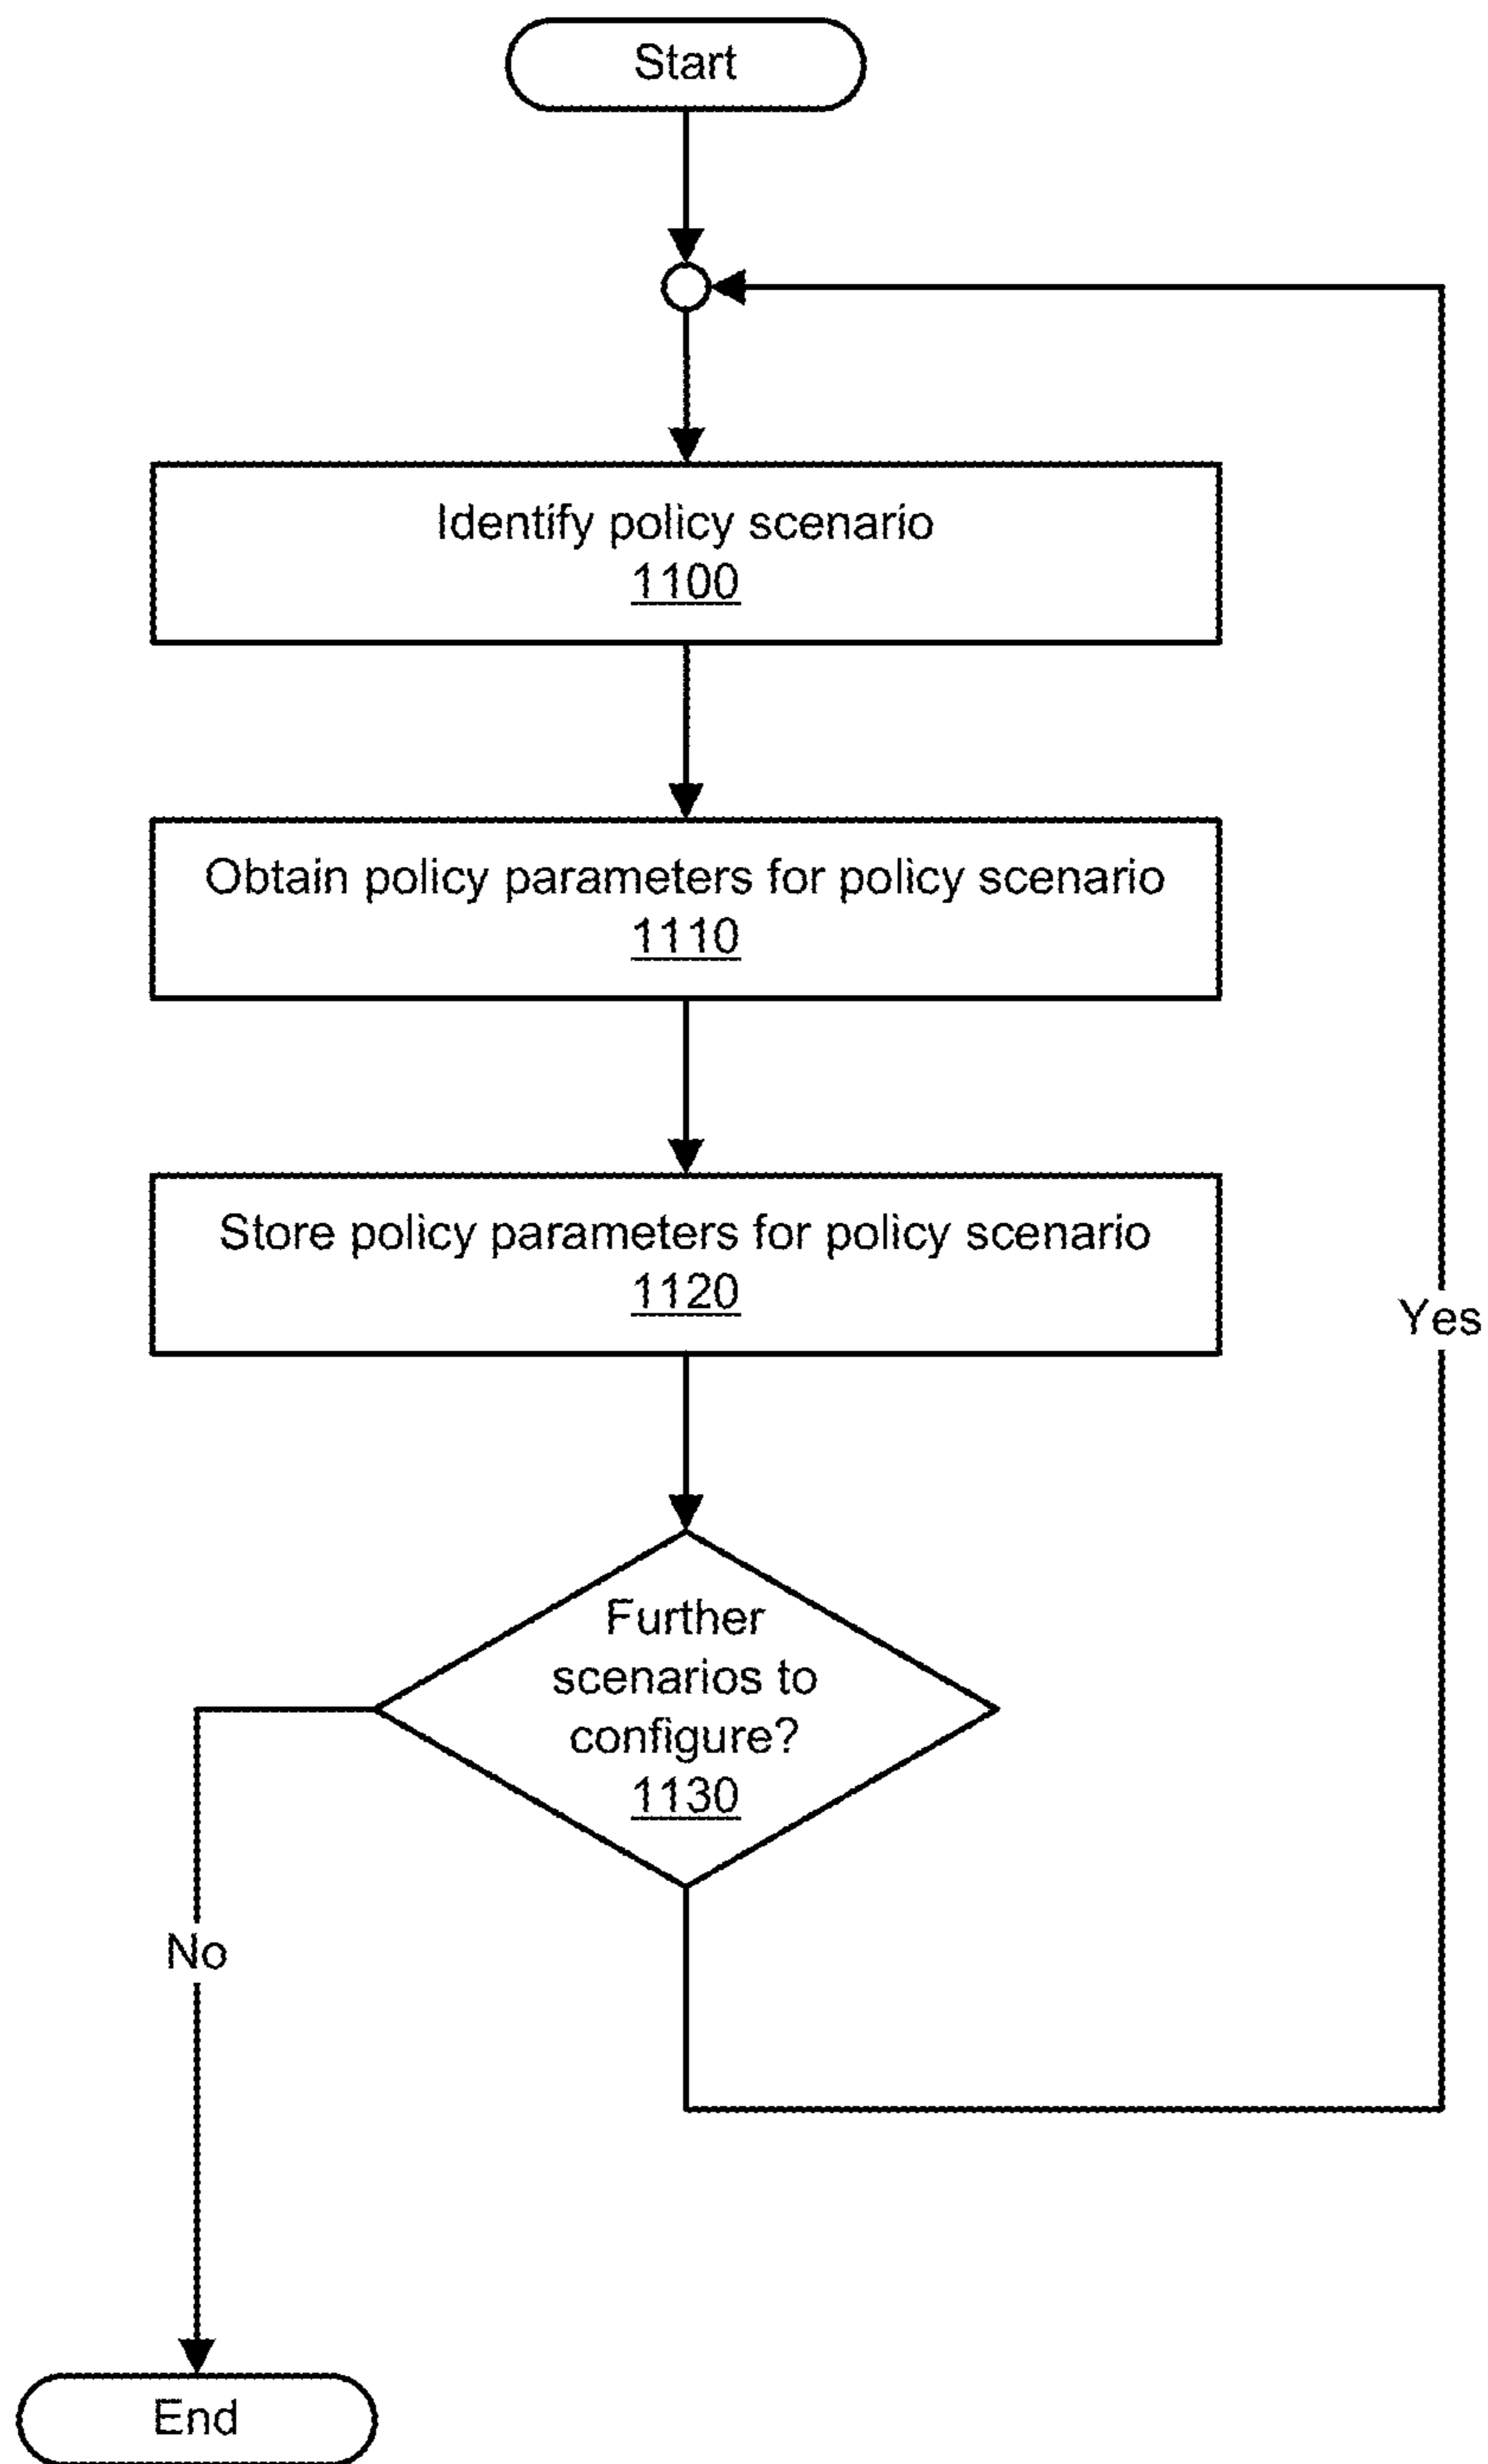 Start
Identify policy scenario
1100
Obtain policy parameters for policy scenario
1110
Store policy parameters for policy scenario
1120
Yes
Further
scenarios to
configure?
1130
No
End